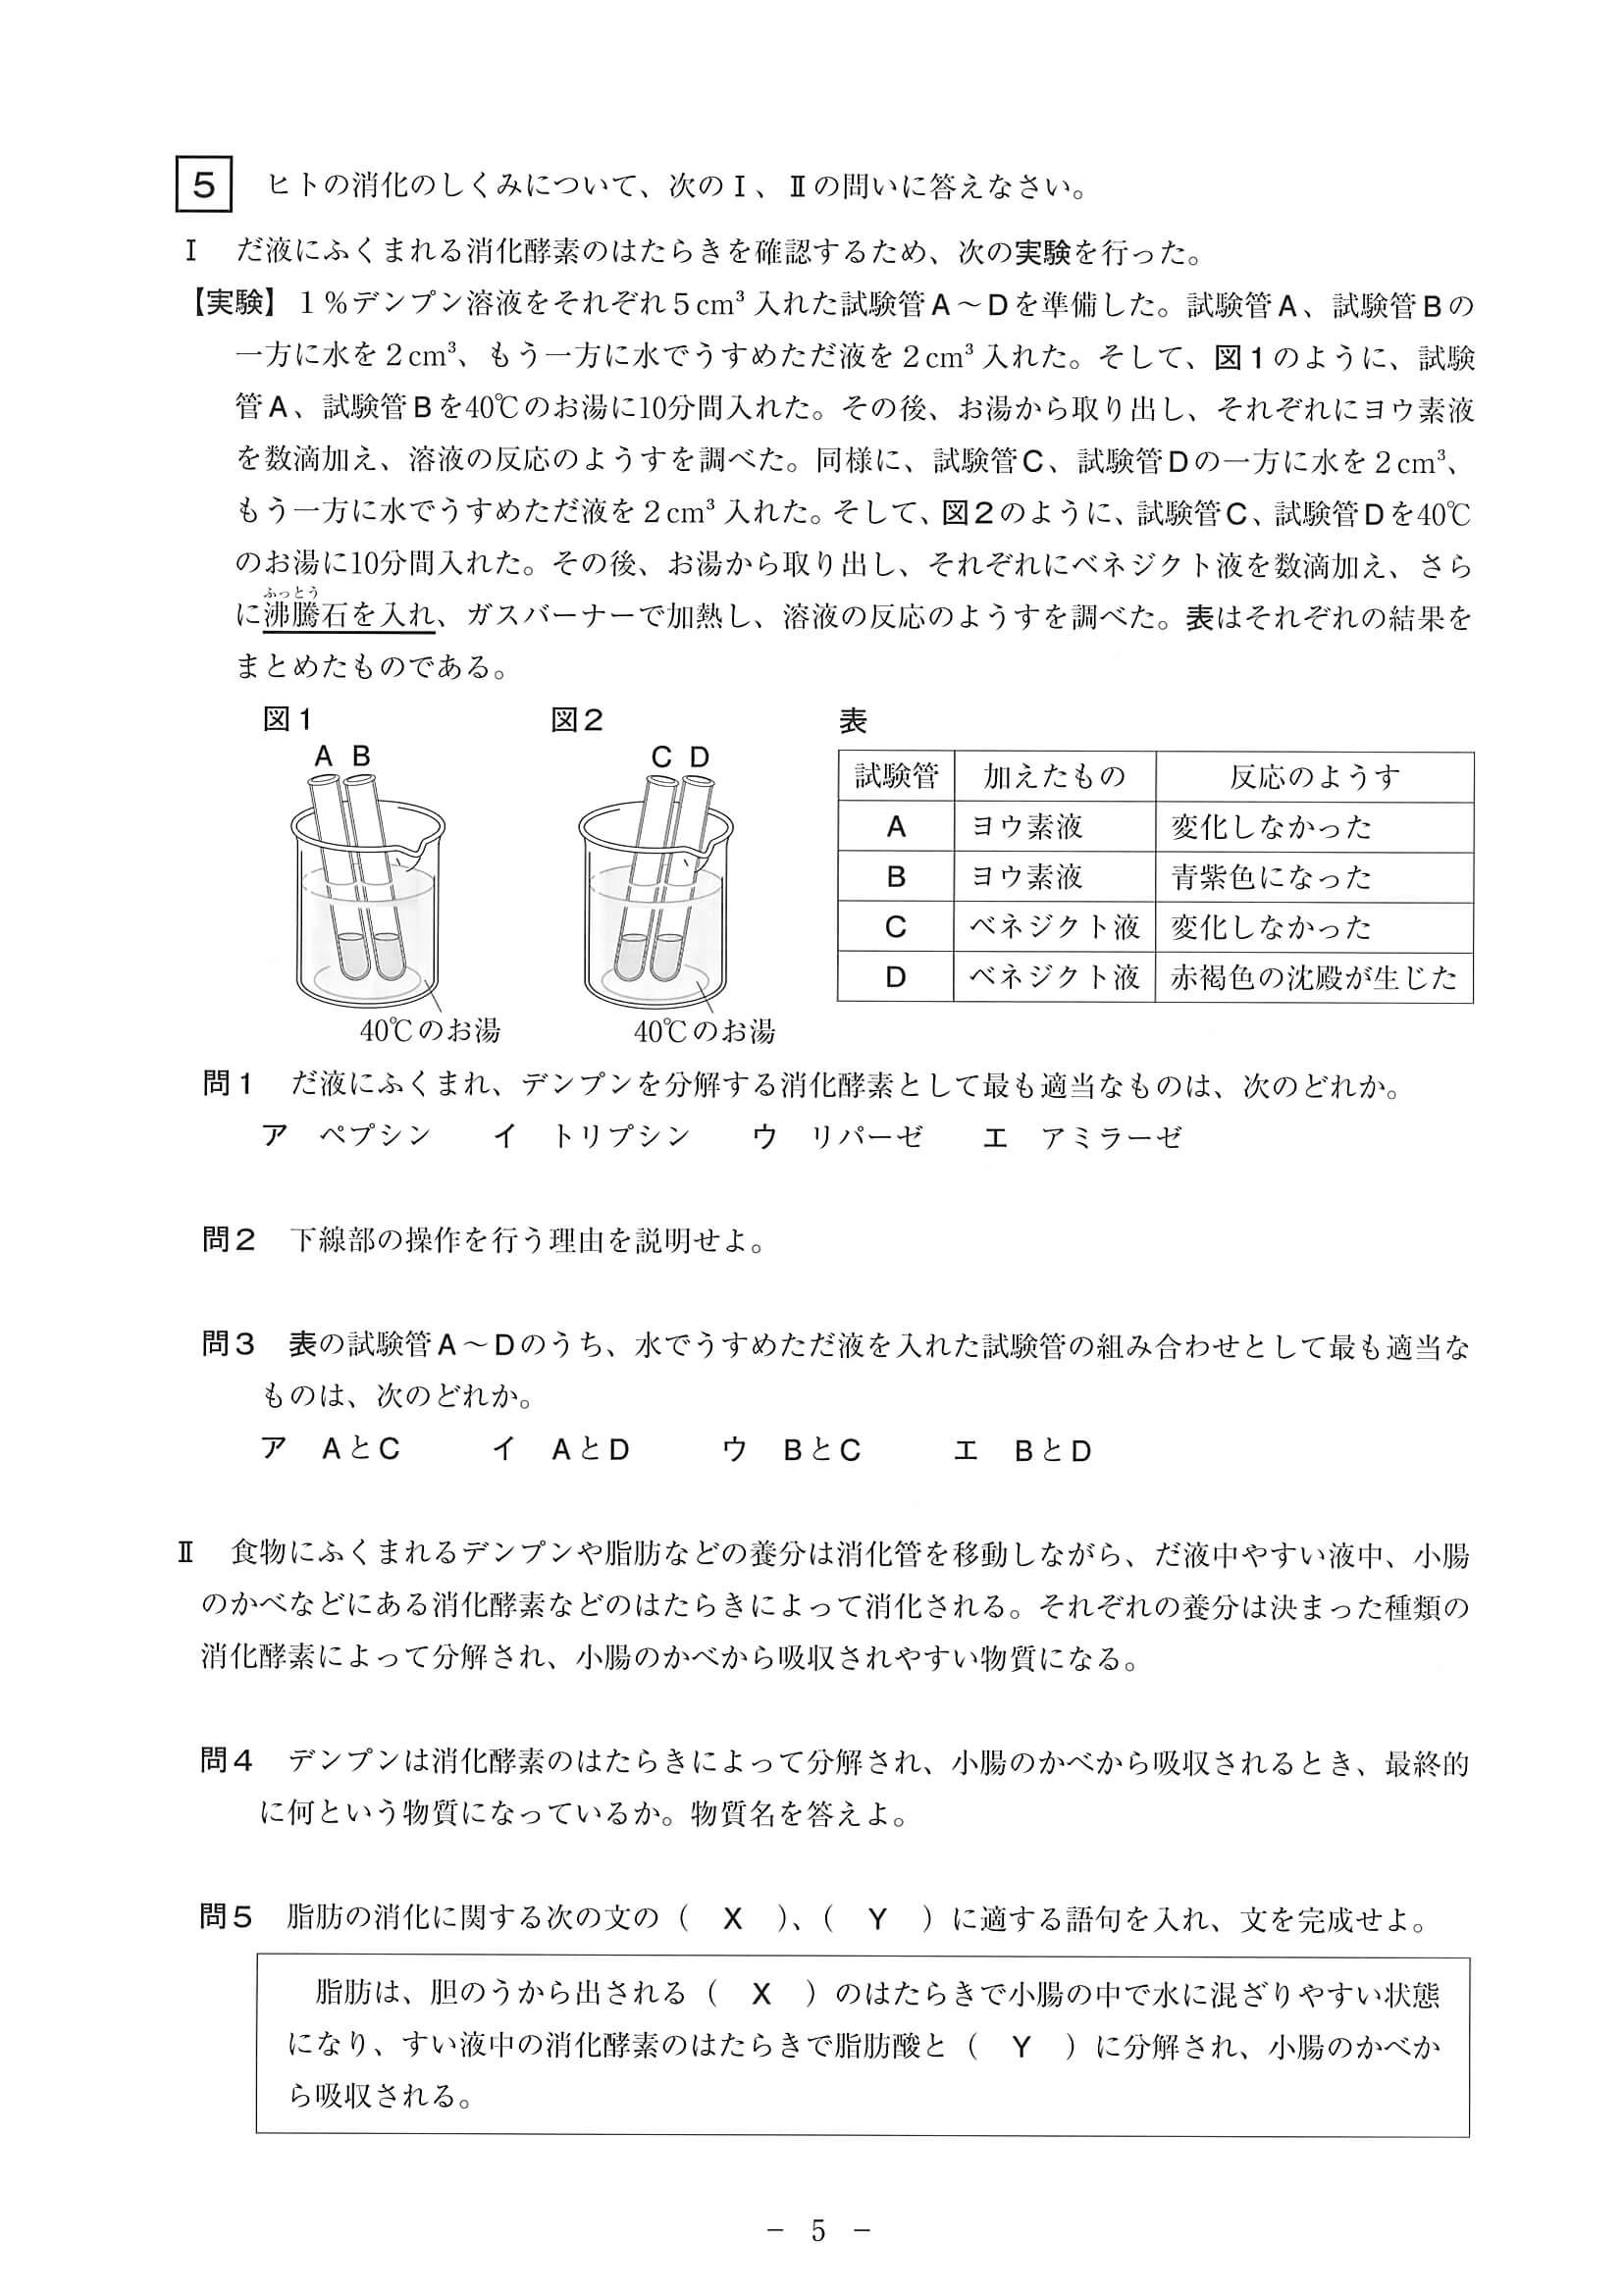 5 ヒトの消化のしくみについて、次のⅠ、Ⅱの問いに答えなさい。
Ⅰ だ液にふくまれる消化酵素のはたらきを確認するため、次の実験を行った。
【実験】 1%デンプン溶液をそれぞれ5cm³入れた試験管A～Dを準備した。試験管A、試験管Bの
一方に水を2cm³、もう一方に水でうすめただ液を2cm³入れた。そして、図1のように、試験
管A、試験管Bを40℃のお湯に10分間入れた。その後、お湯から取り出し、それぞれにヨウ素液
を数滴加え、溶液の反応のようすを調べた。同様に、試験管C、試験管Dの一方に水を2cm³、
もう一方に水でうすめただ液を2cm³入れた。そして、図2のように、試験管C、試験管Dを40℃
のお湯に10分間入れた。その後、お湯から取り出し、それぞれにベネジクト液を数滴加え、さら
ふっとう
に沸騰石を入れ、ガスバーナーで加熱し、溶液の反応のようすを調べた。表はそれぞれの結果を
まとめたものである。
図1 図2 表
A B C D
試験管 加えたもの 反応のようす
A ヨウ素液 変化しなかった
B ヨウ素液 青紫色になった
C ベネジクト液 変化しなかった
D ベネジクト液 赤褐色の沈殿が生じた
40℃のお湯 40℃のお湯
問1 だ液にふくまれ、デンプンを分解する消化酵素として最も適当なものは、次のどれか。
ア ペプシン イ トリプシン ウ リパーゼ エ アミラーゼ
問2 下線部の操作を行う理由を説明せよ。
問3 表の試験管A～Dのうち、水でうすめただ液を入れた試験管の組み合わせとして最も適当な
ものは、次のどれか。
ア AとC イ AとD ウ BとC エ BとD
Ⅱ 食物にふくまれるデンプンや脂肪などの養分は消化管を移動しながら、だ液中やすい液中、小腸
のかべなどにある消化酵素などのはたらきによって消化される。それぞれの養分は決まった種類の
消化酵素によって分解され、小腸のかべから吸収されやすい物質になる。
問4 デンプンは消化酵素のはたらきによって分解され、小腸のかべから吸収されるとき、最終的
に何という物質になっているか。物質名を答えよ。
問5 脂肪の消化に関する次の文の( X )、( Y )に適する語句を入れ、文を完成せよ。
脂肪は、胆のうから出される( X )のはたらきで小腸の中で水に混ざりやすい状態
になり、すい液中の消化酵素のはたらきで脂肪酸と( Y )に分解され、小腸のかべか
ら吸収される。
－ 5 －